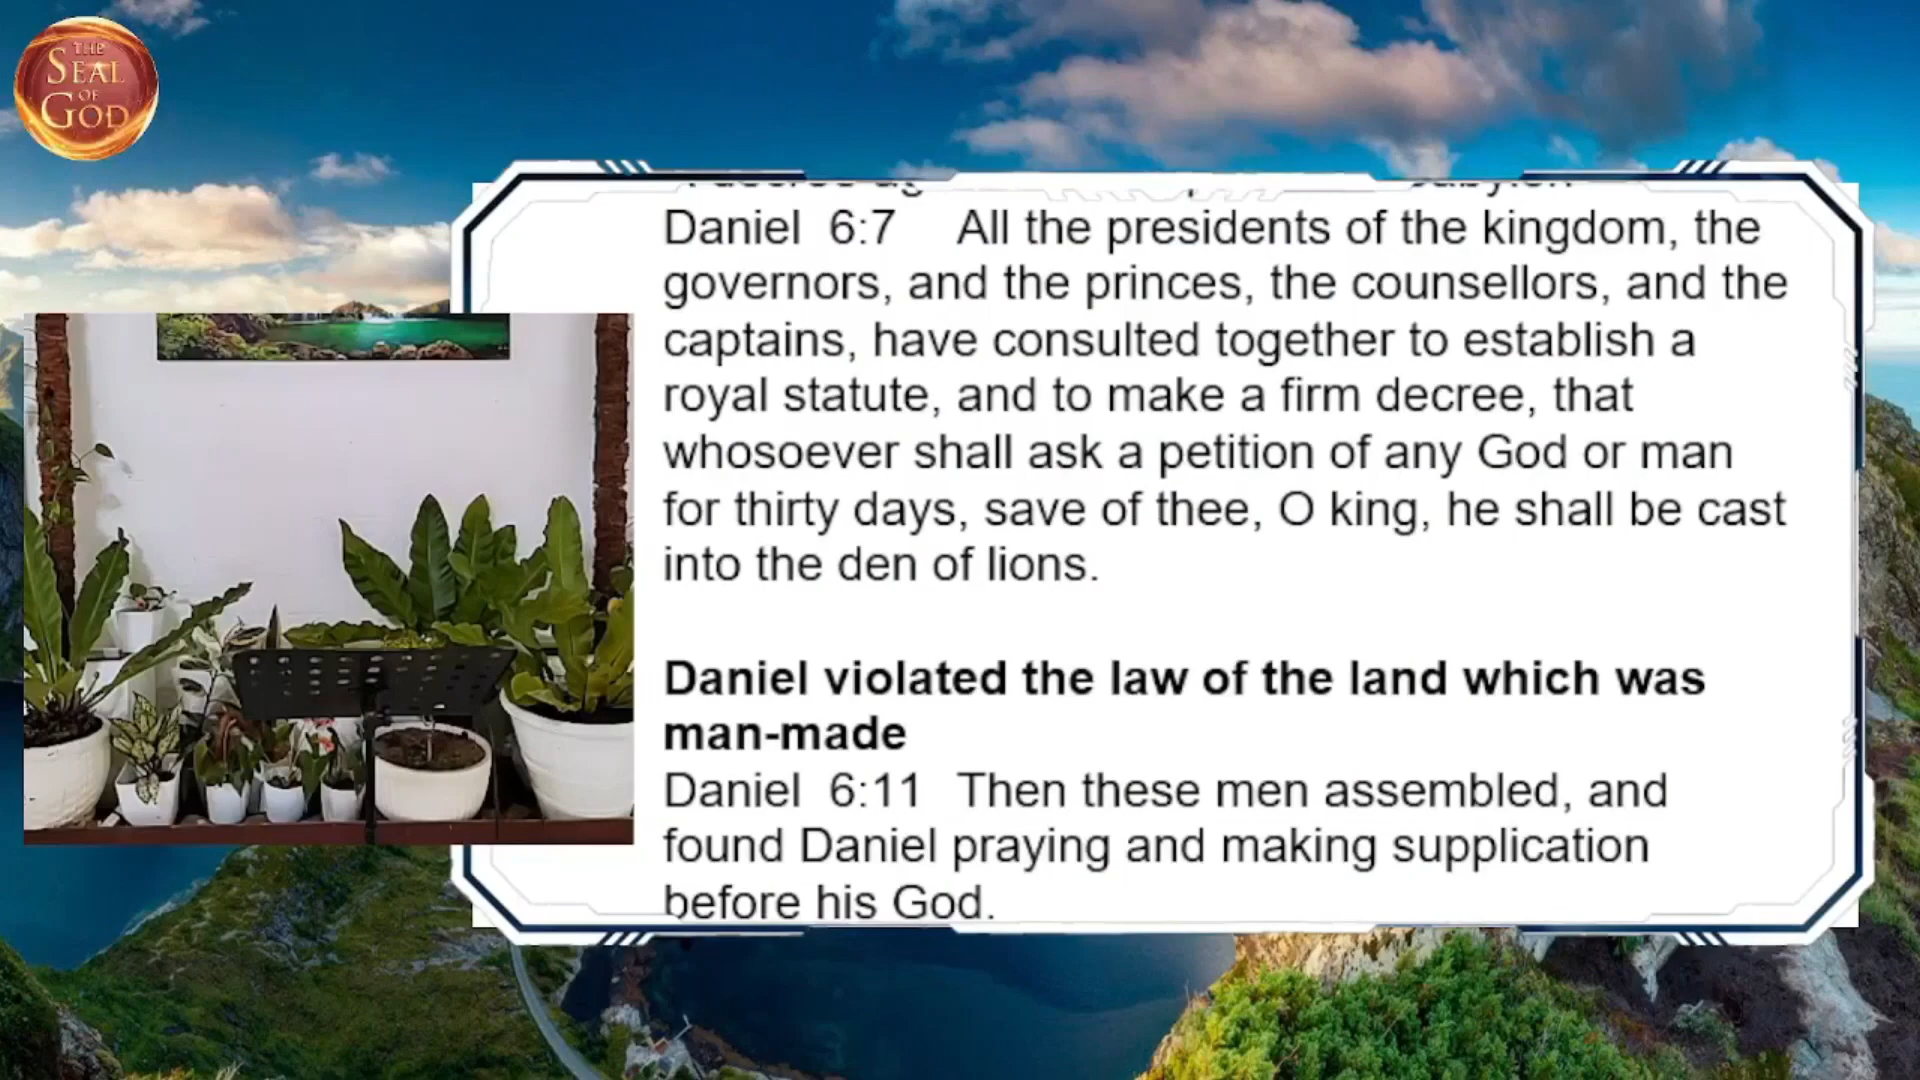 THE
SEAL
OF
GOD
Daniel 6:7 All the presidents of the kingdom, the
governors, and the princes, the counsellors, and the
captains, have consulted together to establish a
royal statute, and to make a firm decree, that
whosoever shall ask a petition of any God or man
for thirty days, save of thee, O king, he shall be cast
into the den of lions.
Daniel violated the law of the land which was
man-made
Daniel 6:11 Then these men assembled, and
found Daniel praying and making supplication
before his God.